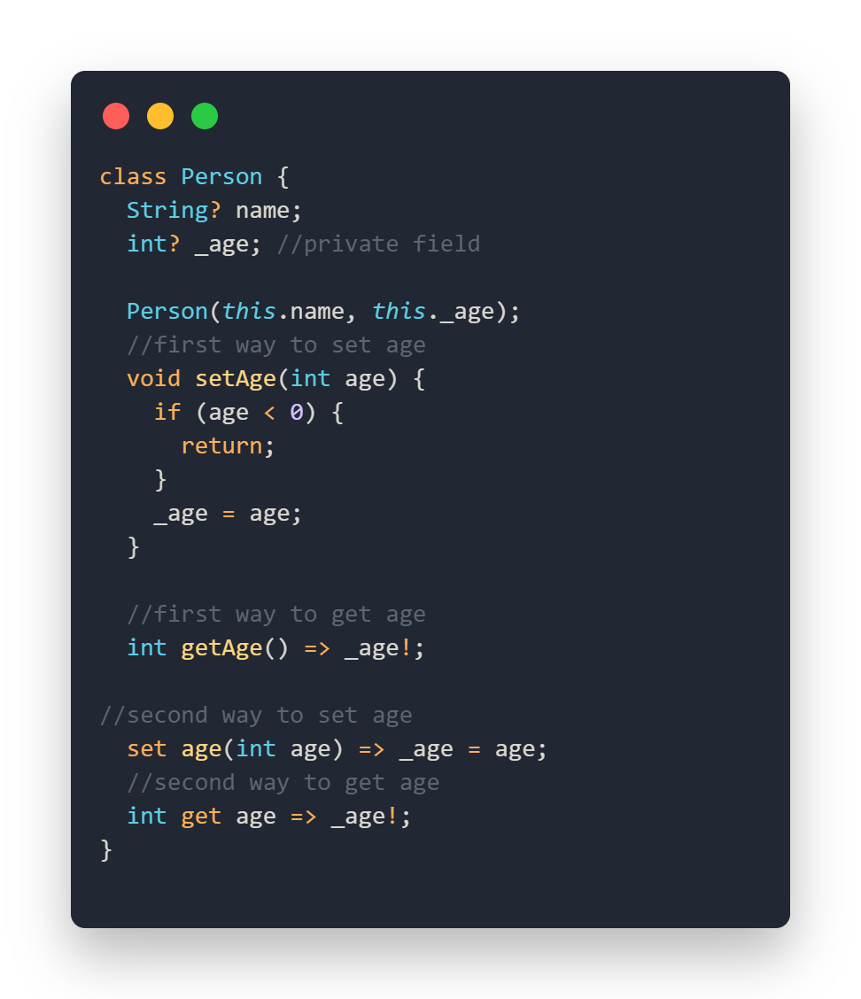 class Person {
  String? name;
  int? _age; //private field

  Person(this.name, this._age);
  //first way to set age
  void setAge(int age) {
    if (age < 0) {
      return;
    }
    _age = age;
  }

  //first way to get age
  int getAge() => _age!;

//second way to set age
  set age(int age) => _age = age;
  //second way to get age
  int get age => _age!;
}